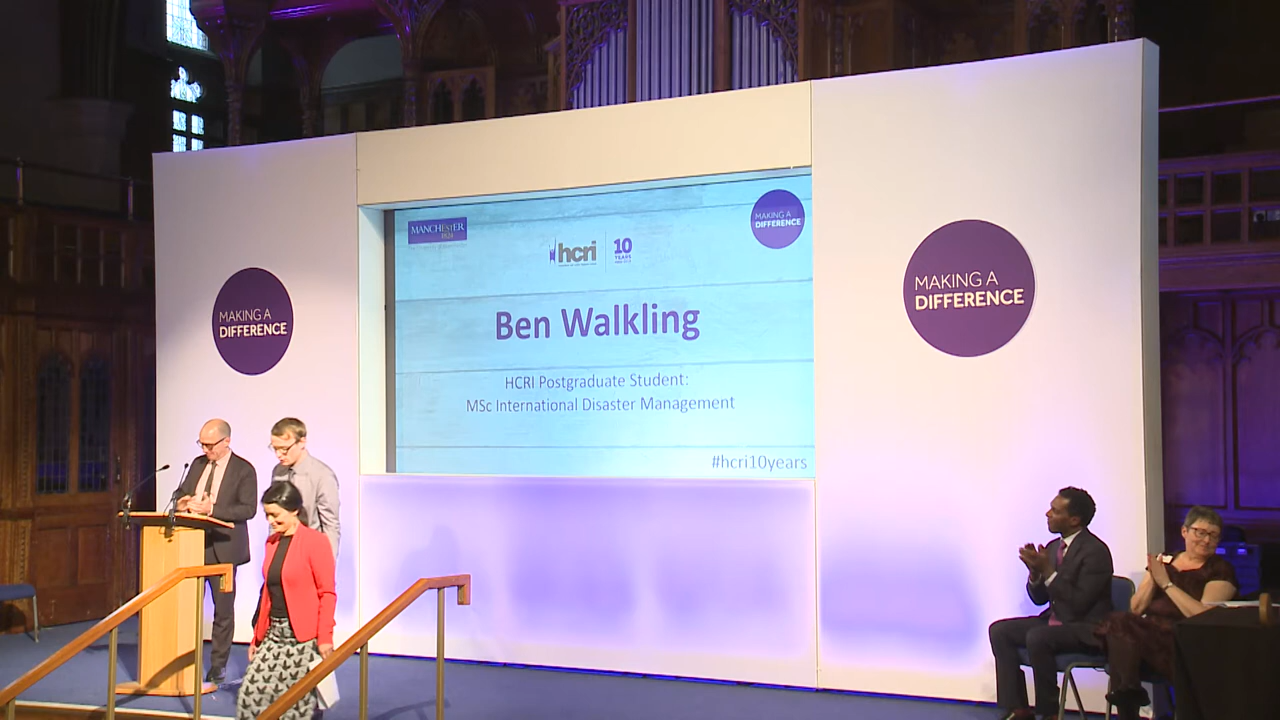 MANCHESTER
1824
hcri
10
YEARS
MAKING A
DIFFERENCE
Ben Walkling
HCRI Postgraduate Student:
MSc International Disaster Management
#hcri10years
MAKING A
DIFFERENCE
MAKING A
DIFFERENCE